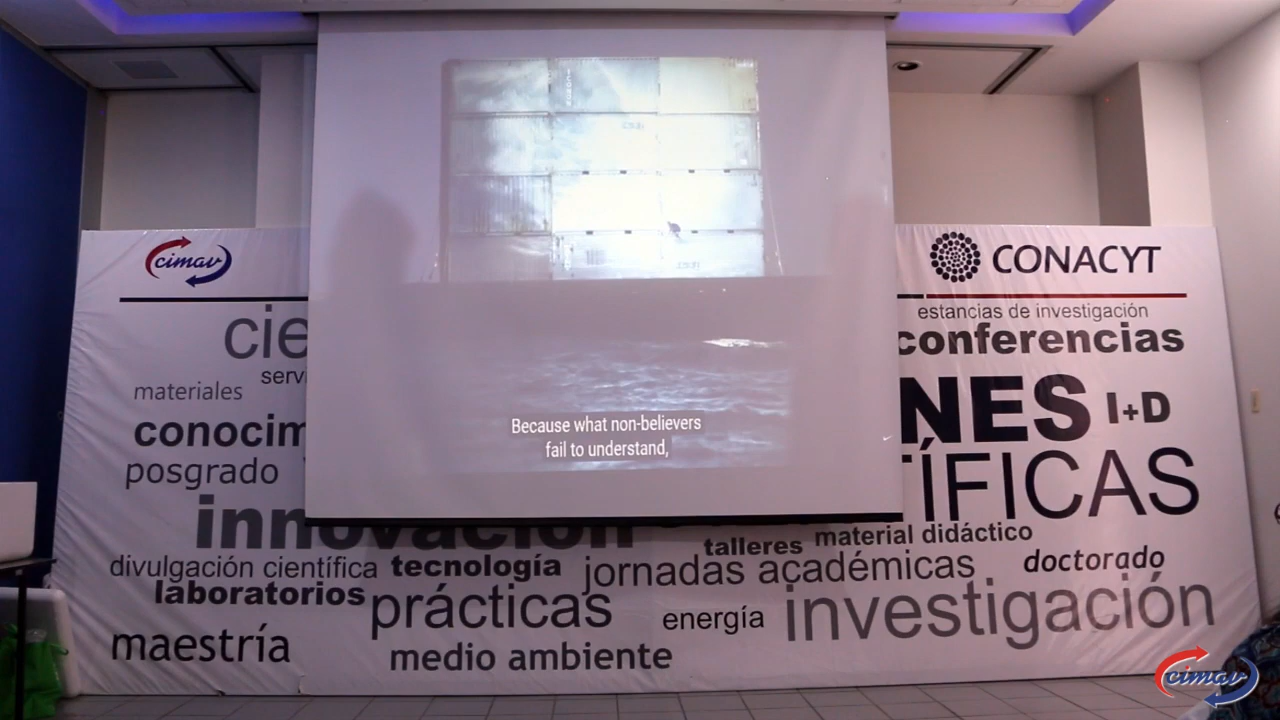 Because what non-believers
fail to understand,
cimav
cie
materiales
servi
conocim
posgrado
innovación
divulgación científica
tecnología
laboratorios
prácticas
maestría
medio ambiente
CONACYT
estancias de investigación
conferencias
NES
I+D
TÍFICAS
talleres
material didáctico
jornadas académicas
doctorado
energía
investigación
cimav